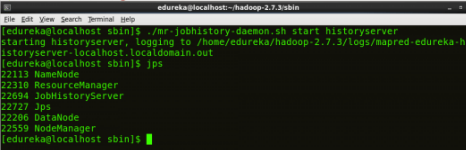 edureka@localhost:~/hadoop-2.7.3/sbin
File Edit View Search Terminal Help
[edureka@localhost sbin]$ ./mr-jobhistory-daemon.sh start historyserver
starting historyserver, logging to /home/edureka/hadoop-2.7.3/logs/mapred-edureka-h
istoryserver-localhost.localdomain.out
[edureka@localhost sbin]$ jps
22113 NameNode
22310 ResourceManager
22694 JobHistoryServer
22727 Jps
22206 DataNode
22559 NodeManager
[edureka@localhost sbin]$